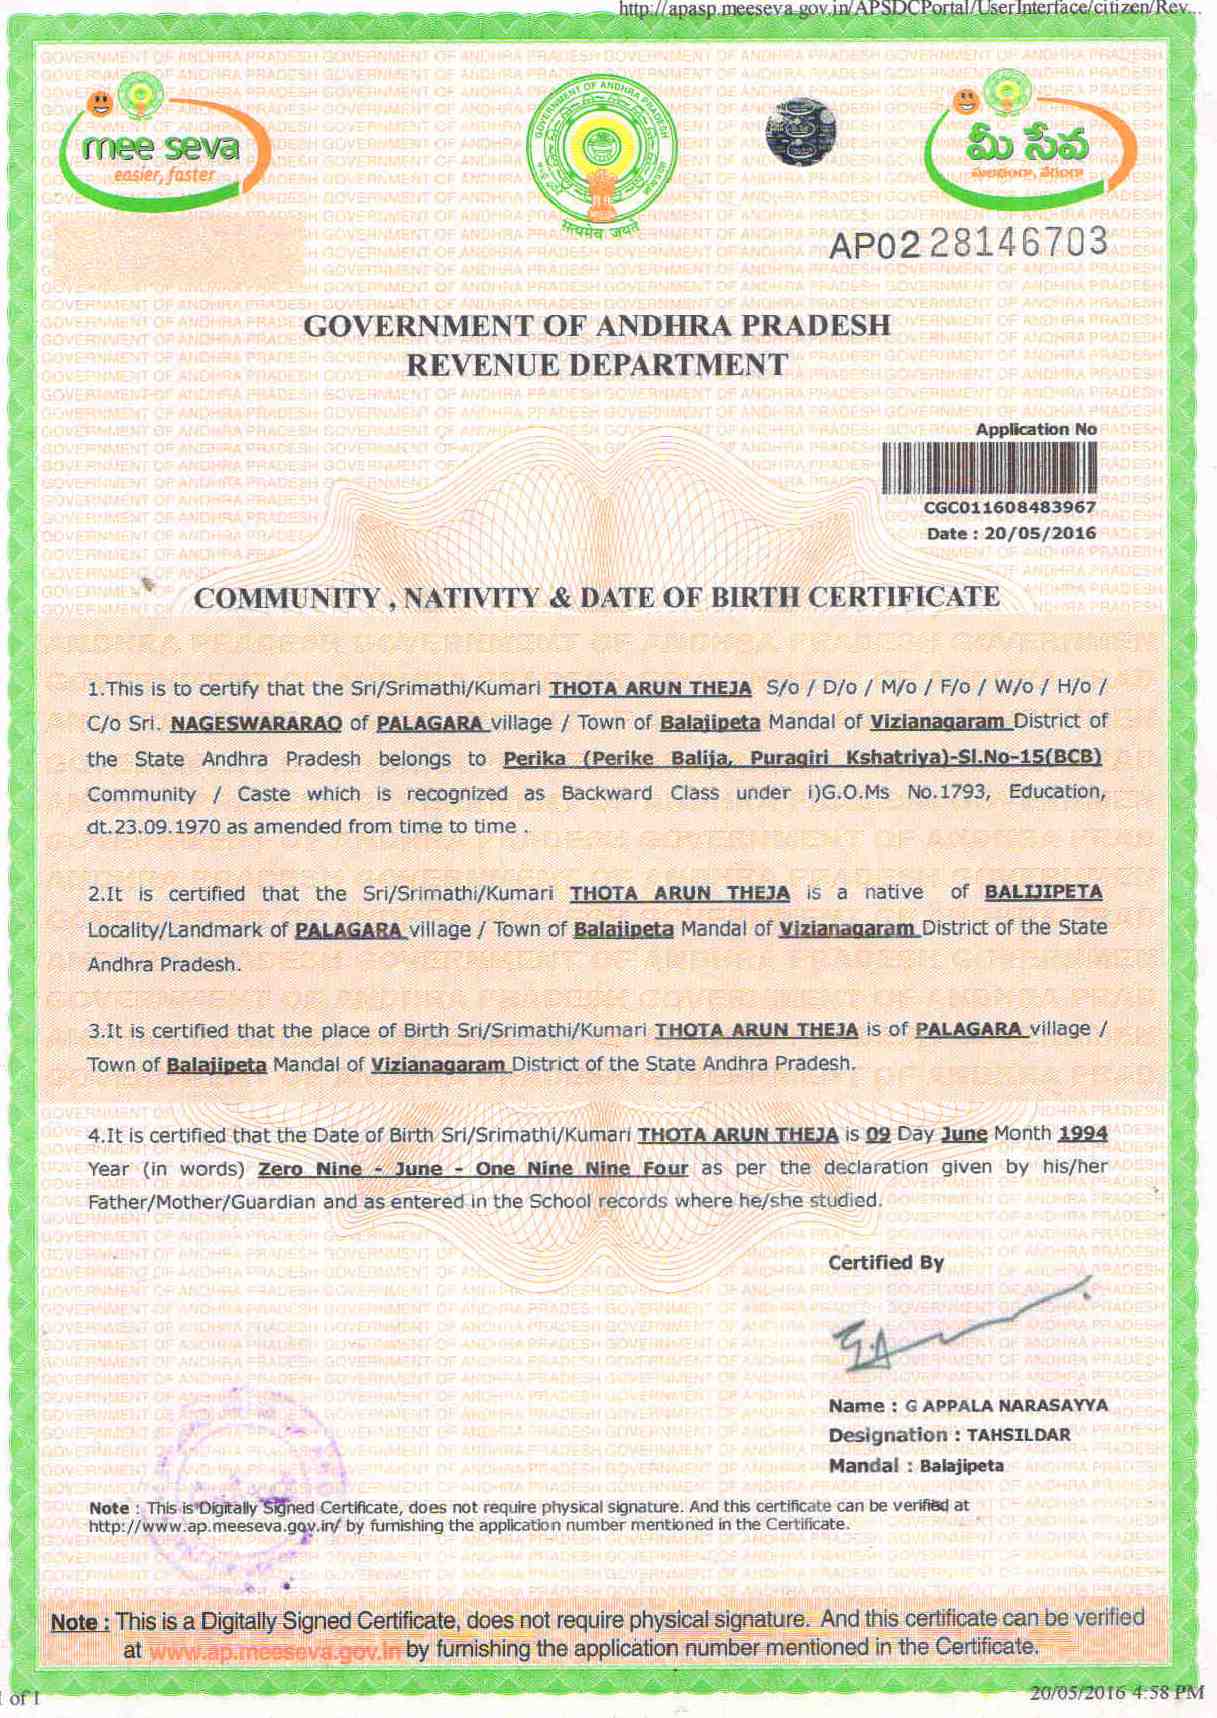 http://apasp.meeseva.gov.in/APSDCPortal/UserInterface/citizen/Rev...
mee seva
easier, faster
GOVERNMENT OF ANDHRA PRADESH
सत्यमेव जयते
మీ సేవ
AP02 28146703
GOVERNMENT OF ANDHRA PRADESH
REVENUE DEPARTMENT
Application No
CGC011608483967
Date : 20/05/2016
COMMUNITY , NATIVITY & DATE OF BIRTH CERTIFICATE
1.This is to certify that the Sri/Srimathi/Kumari THOTA ARUN THEJA S/o / D/o / M/o / F/o / W/o / H/o /
C/o Sri. NAGESWARARAO of PALAGARA village / Town of Balajipeta Mandal of Vizianagaram District of
the State Andhra Pradesh belongs to Perika (Perike Balija, Puragiri Kshatriya)-Sl.No-15(BCB)
Community / Caste which is recognized as Backward Class under i)G.O.Ms No.1793, Education,
dt.23.09.1970 as amended from time to time .
2.It is certified that the Sri/Srimathi/Kumari THOTA ARUN THEJA is a native of BALIJIPETA
Locality/Landmark of PALAGARA village / Town of Balajipeta Mandal of Vizianagaram District of the State
Andhra Pradesh.
3.It is certified that the place of Birth Sri/Srimathi/Kumari THOTA ARUN THEJA is of PALAGARA village /
Town of Balajipeta Mandal of Vizianagaram District of the State Andhra Pradesh.
4.It is certified that the Date of Birth Sri/Srimathi/Kumari THOTA ARUN THEJA is 09 Day June Month 1994
Year (in words) Zero Nine - June - One Nine Nine Four as per the declaration given by his/her
Father/Mother/Guardian and as entered in the School records where he/she studied.
Certified By
Name : G APPALA NARASAYYA
Designation : TAHSILDAR
Mandal : Balajipeta
Note : This is Digitally Signed Certificate, does not require physical signature. And this certificate can be verified at
http://www.ap.meeseva.gov.in/ by furnishing the application number mentioned in the Certificate.
Note : This is a Digitally Signed Certificate, does not require physical signature. And this certificate can be verified
at www.ap.meeseva.gov.in by furnishing the application number mentioned in the Certificate.
1 of 1
20/05/2016 4:58 PM